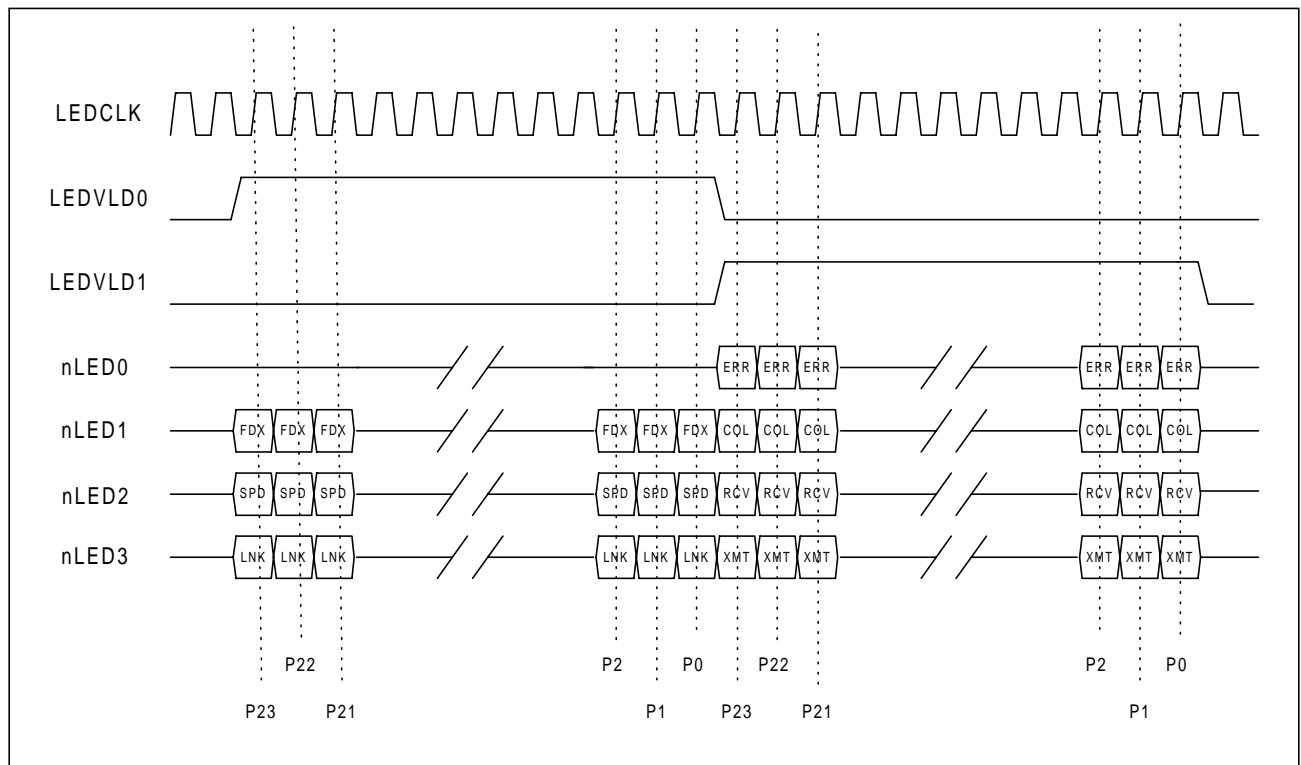 LEDCLK
LEDVLD0
LEDVLD1
nLED0 ERR ERR ERR ERR ERR ERR
nLED1 FDX FDX FDX FDX FDX FDX COL COL COL COL COL COL
nLED2 SPD SPD SPD SPD SPD SPD RCV RCV RCV RCV RCV RCV
nLED3 LNK LNK LNK LNK LNK LNK XMT XMT XMT XMT XMT XMT
P22 P2 P0 P22 P2 P0
P23 P21 P1 P23 P21 P1